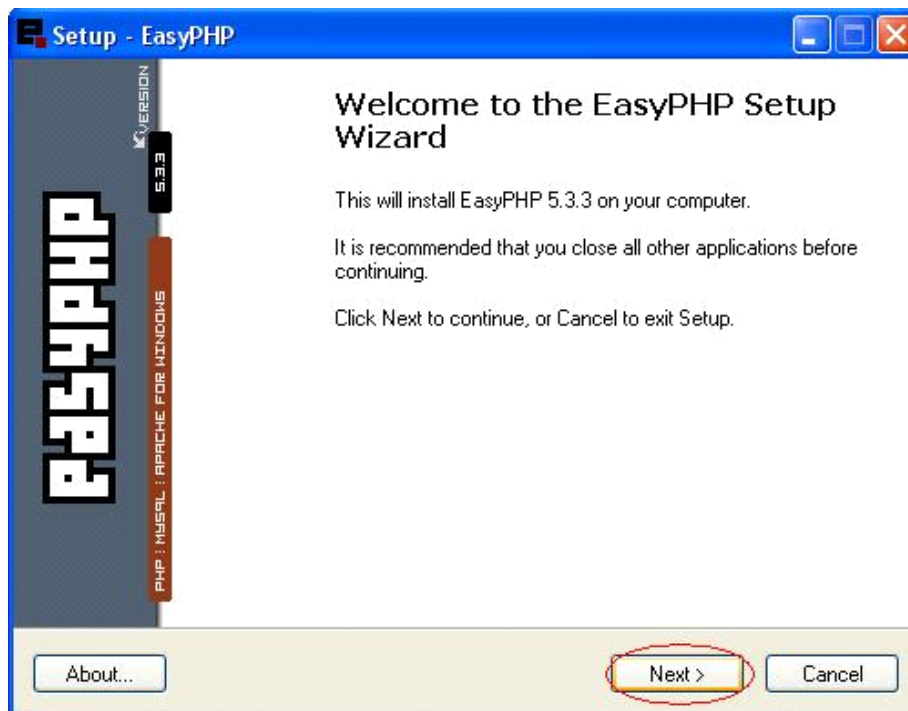 Setup - EasyPHP
VERSION
5.3.3
easyphp
PHP : MYSQL : APACHE FOR WINDOWS
Welcome to the EasyPHP Setup
Wizard
This will install EasyPHP 5.3.3 on your computer.
It is recommended that you close all other applications before
continuing.
Click Next to continue, or Cancel to exit Setup.
About...
Next >
Cancel